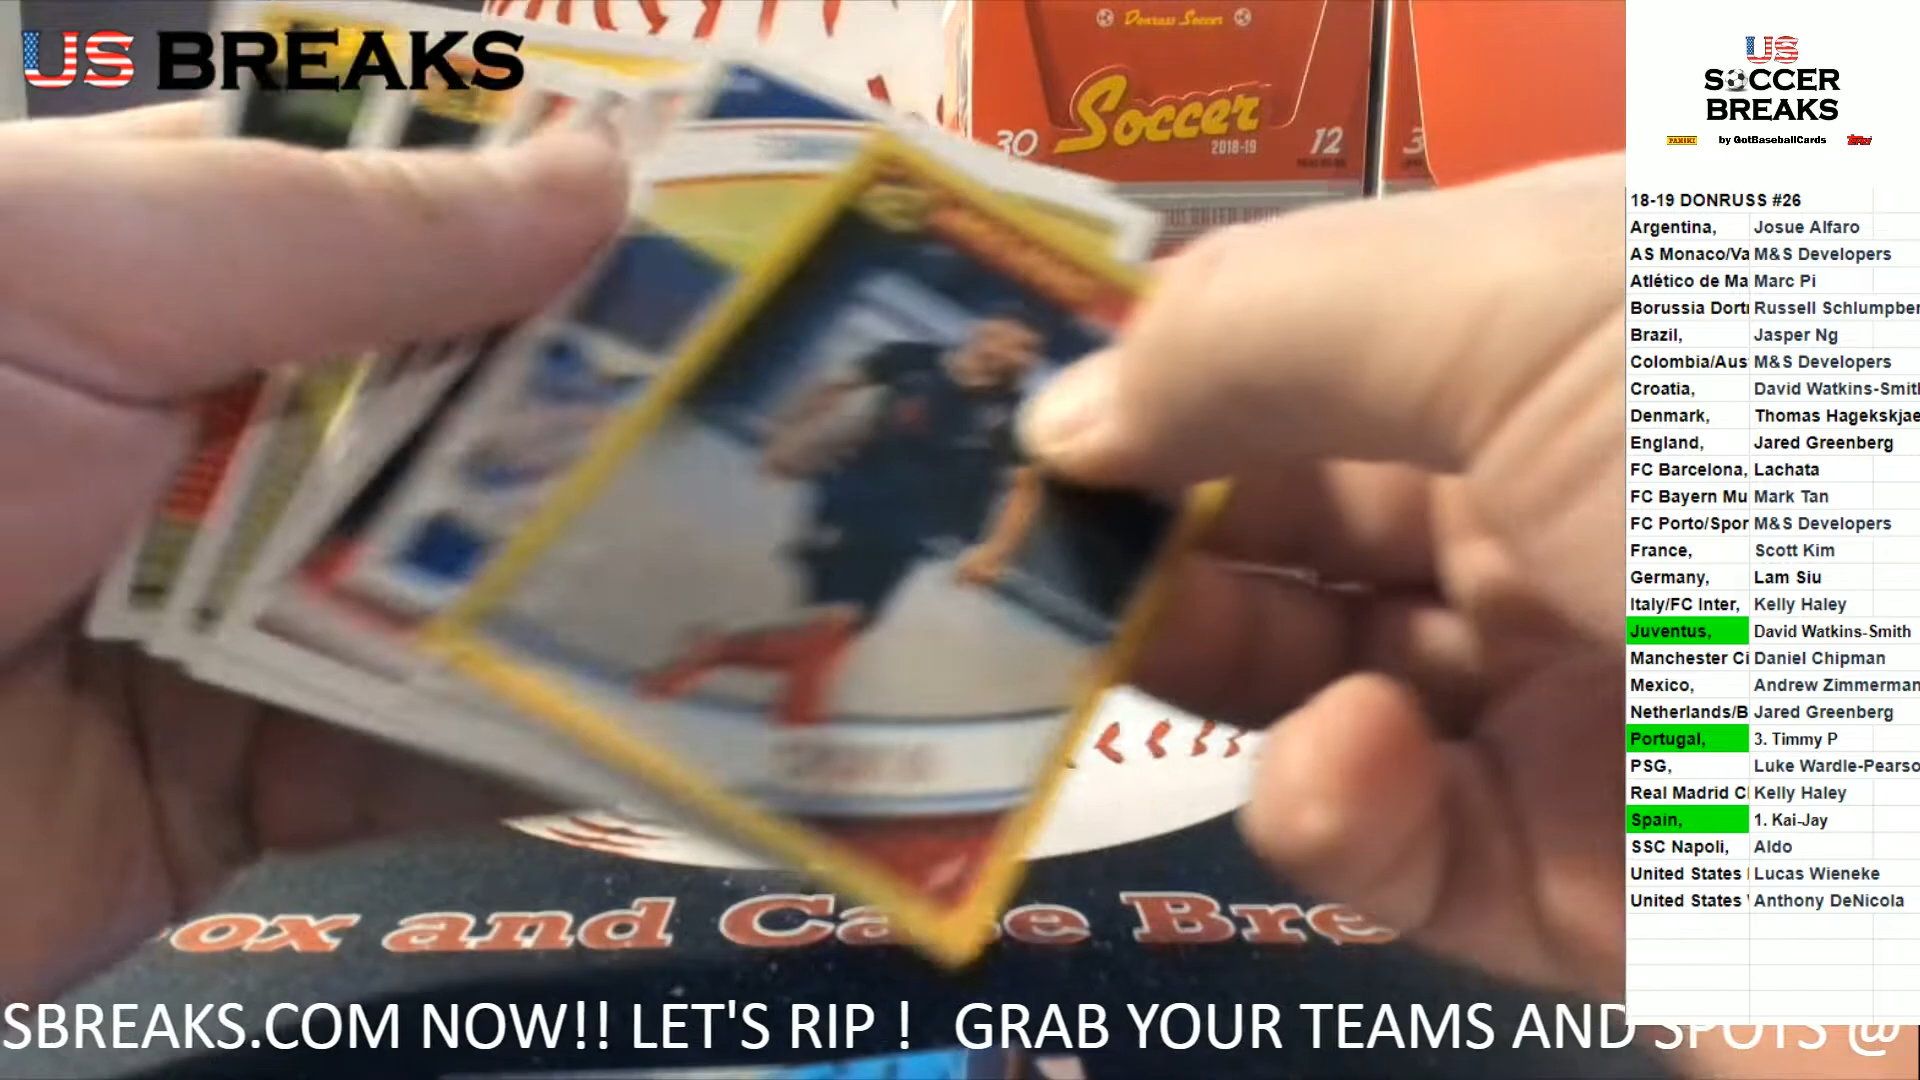 US BREAKS
Donruss Soccer
Soccer
2018-19
30
12
3
ox and Ca e Bre
SBREAKS.COM NOW!! LET'S RIP ! GRAB YOUR TEAMS AND SPOTS @
US
SOCCER
BREAKS
PANINI by GotBaseballCards Topps
18-19 DONRUSS #26
Argentina, Josue Alfaro
AS Monaco/Va M&S Developers
Atlético de Ma Marc Pi
Borussia Dortm Russell Schlumpber
Brazil, Jasper Ng
Colombia/Aus M&S Developers
Croatia, David Watkins-Smith
Denmark, Thomas Hagekskjae
England, Jared Greenberg
FC Barcelona, Lachata
FC Bayern Mu Mark Tan
FC Porto/Spor M&S Developers
France, Scott Kim
Germany, Lam Siu
Italy/FC Inter, Kelly Haley
Juventus, David Watkins-Smith
Manchester Ci Daniel Chipman
Mexico, Andrew Zimmerman
Netherlands/B Jared Greenberg
Portugal, 3. Timmy P
PSG, Luke Wardle-Pearso
Real Madrid C Kelly Haley
Spain, 1. Kai-Jay
SSC Napoli, Aldo
United States Lucas Wieneke
United States Anthony DeNicola